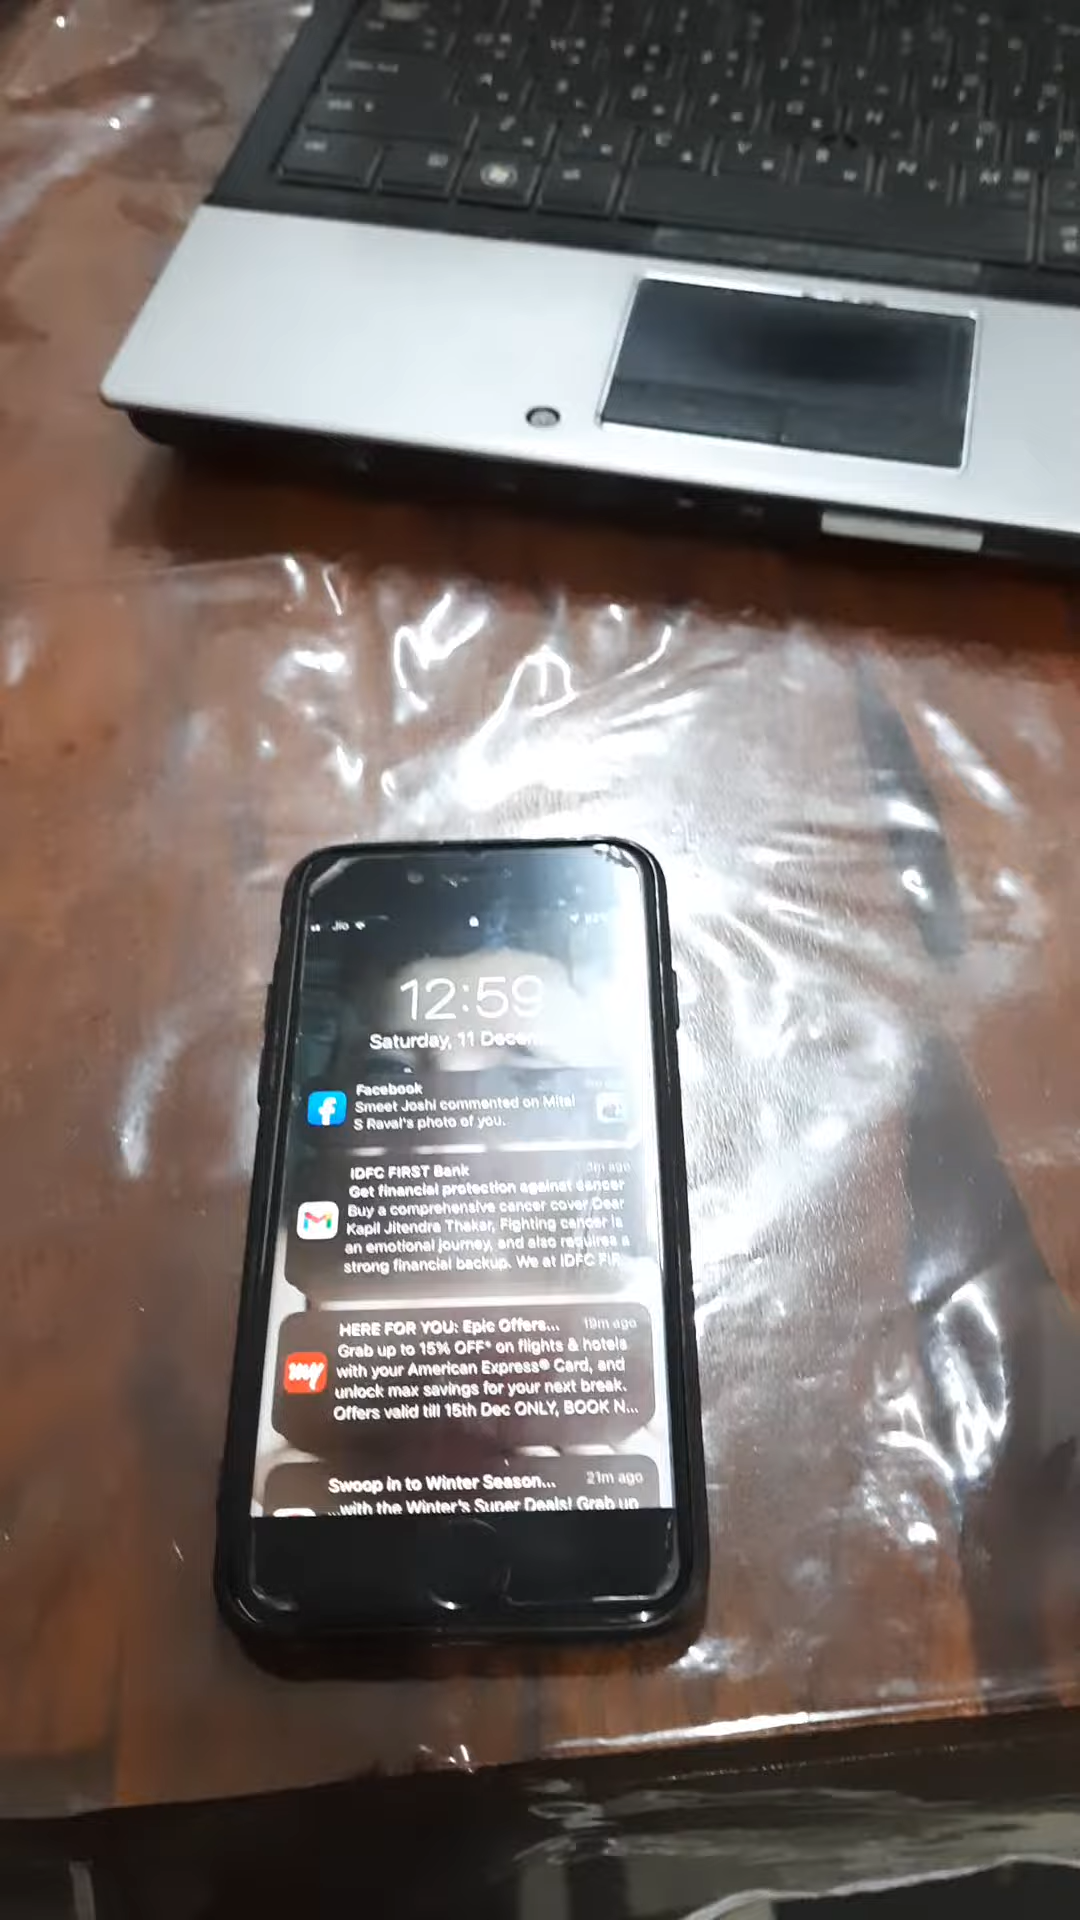 Jio
12:59
Saturday, 11 Decem
Facebook
Smeet Joshi commented on Mital
S Raval's photo of you.
IDFC FIRST Bank
3m ago
Get financial protection against cancer
Buy a comprehensive cancer cover Dear
Kapil Jitendra Thakar, Fighting cancer is
an emotional journey, and also requires a
strong financial backup. We at IDFC FIR
HERE FOR YOU: Epic Offers...
19m ago
my
Grab up to 15% OFF* on flights & hotels
with your American Express® Card, and
unlock max savings for your next break.
Offers valid till 15th Dec ONLY, BOOK N...
Swoop in to Winter Season...
21m ago
...with the Winter's Super Deals! Grab up